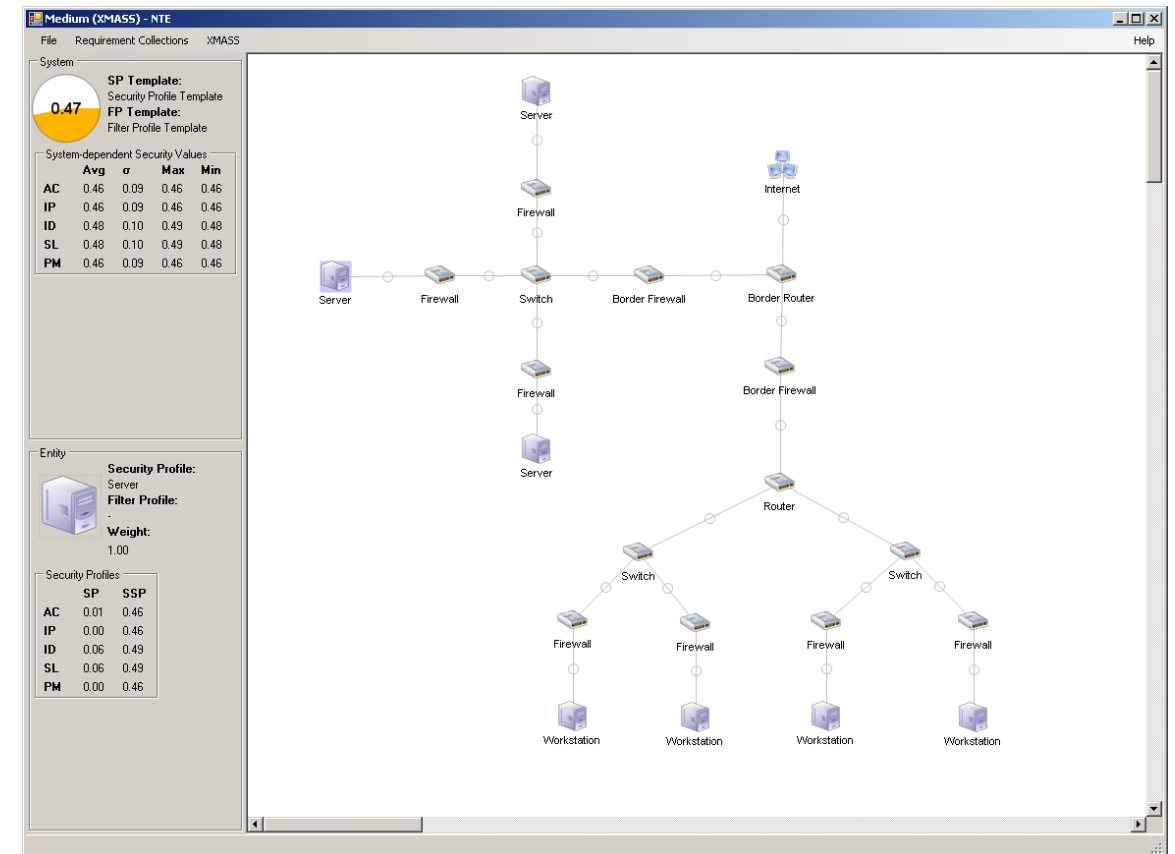 Medium (XMASS) - NTE
File Requirement Collections XMASS Help
System
0.47
SP Template:
Security Profile Template
FP Template:
Filter Profile Template
System-dependent Security Values
Avg σ Max Min
AC 0.46 0.09 0.46 0.46
IP 0.46 0.09 0.46 0.46
ID 0.48 0.10 0.49 0.48
SL 0.48 0.10 0.49 0.48
PM 0.46 0.09 0.46 0.46
Entity
Security Profile:
Server
Filter Profile:
-
Weight:
1.00
Security Profiles
SP SSP
AC 0.01 0.46
IP 0.00 0.46
ID 0.06 0.49
SL 0.06 0.49
PM 0.00 0.46
Server
Internet
Firewall
Server Firewall Switch Border Firewall Border Router
Firewall Border Firewall
Server
Router
Switch Switch
Firewall Firewall Firewall Firewall
Workstation Workstation Workstation Workstation